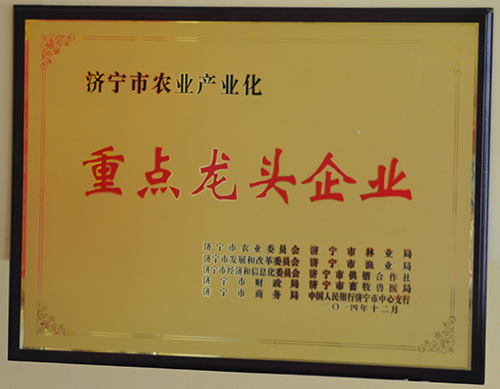 济宁市农业产业化
重点龙头企业
济宁市农业委员会 济宁市林业局
济宁市发展和改革委员会 济宁市渔业局
济宁市经济和信息化委员会 济宁市供销合作社
济宁市财政局 济宁市畜牧兽医局
济宁市商务局 中国人民银行济宁市中心支行
二〇一四年十二月